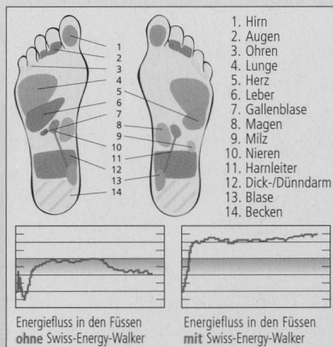 1
2
3
4
5
6
7
8
9
10
11
12
13
14
1. Hirn
2. Augen
3. Ohren
4. Lunge
5. Herz
6. Leber
7. Gallenblase
8. Magen
9. Milz
10. Nieren
11. Harnleiter
12. Dick-/Dünndarm
13. Blase
14. Becken
Energiefluss in den Füssen
ohne Swiss-Energy-Walker
Energiefluss in den Füssen
mit Swiss-Energy-Walker